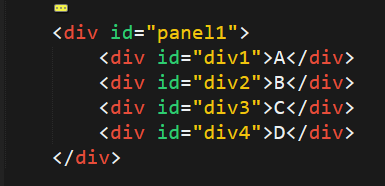 <div id="panel1">
    <div id="div1">A</div>
    <div id="div2">B</div>
    <div id="div3">C</div>
    <div id="div4">D</div>
</div>